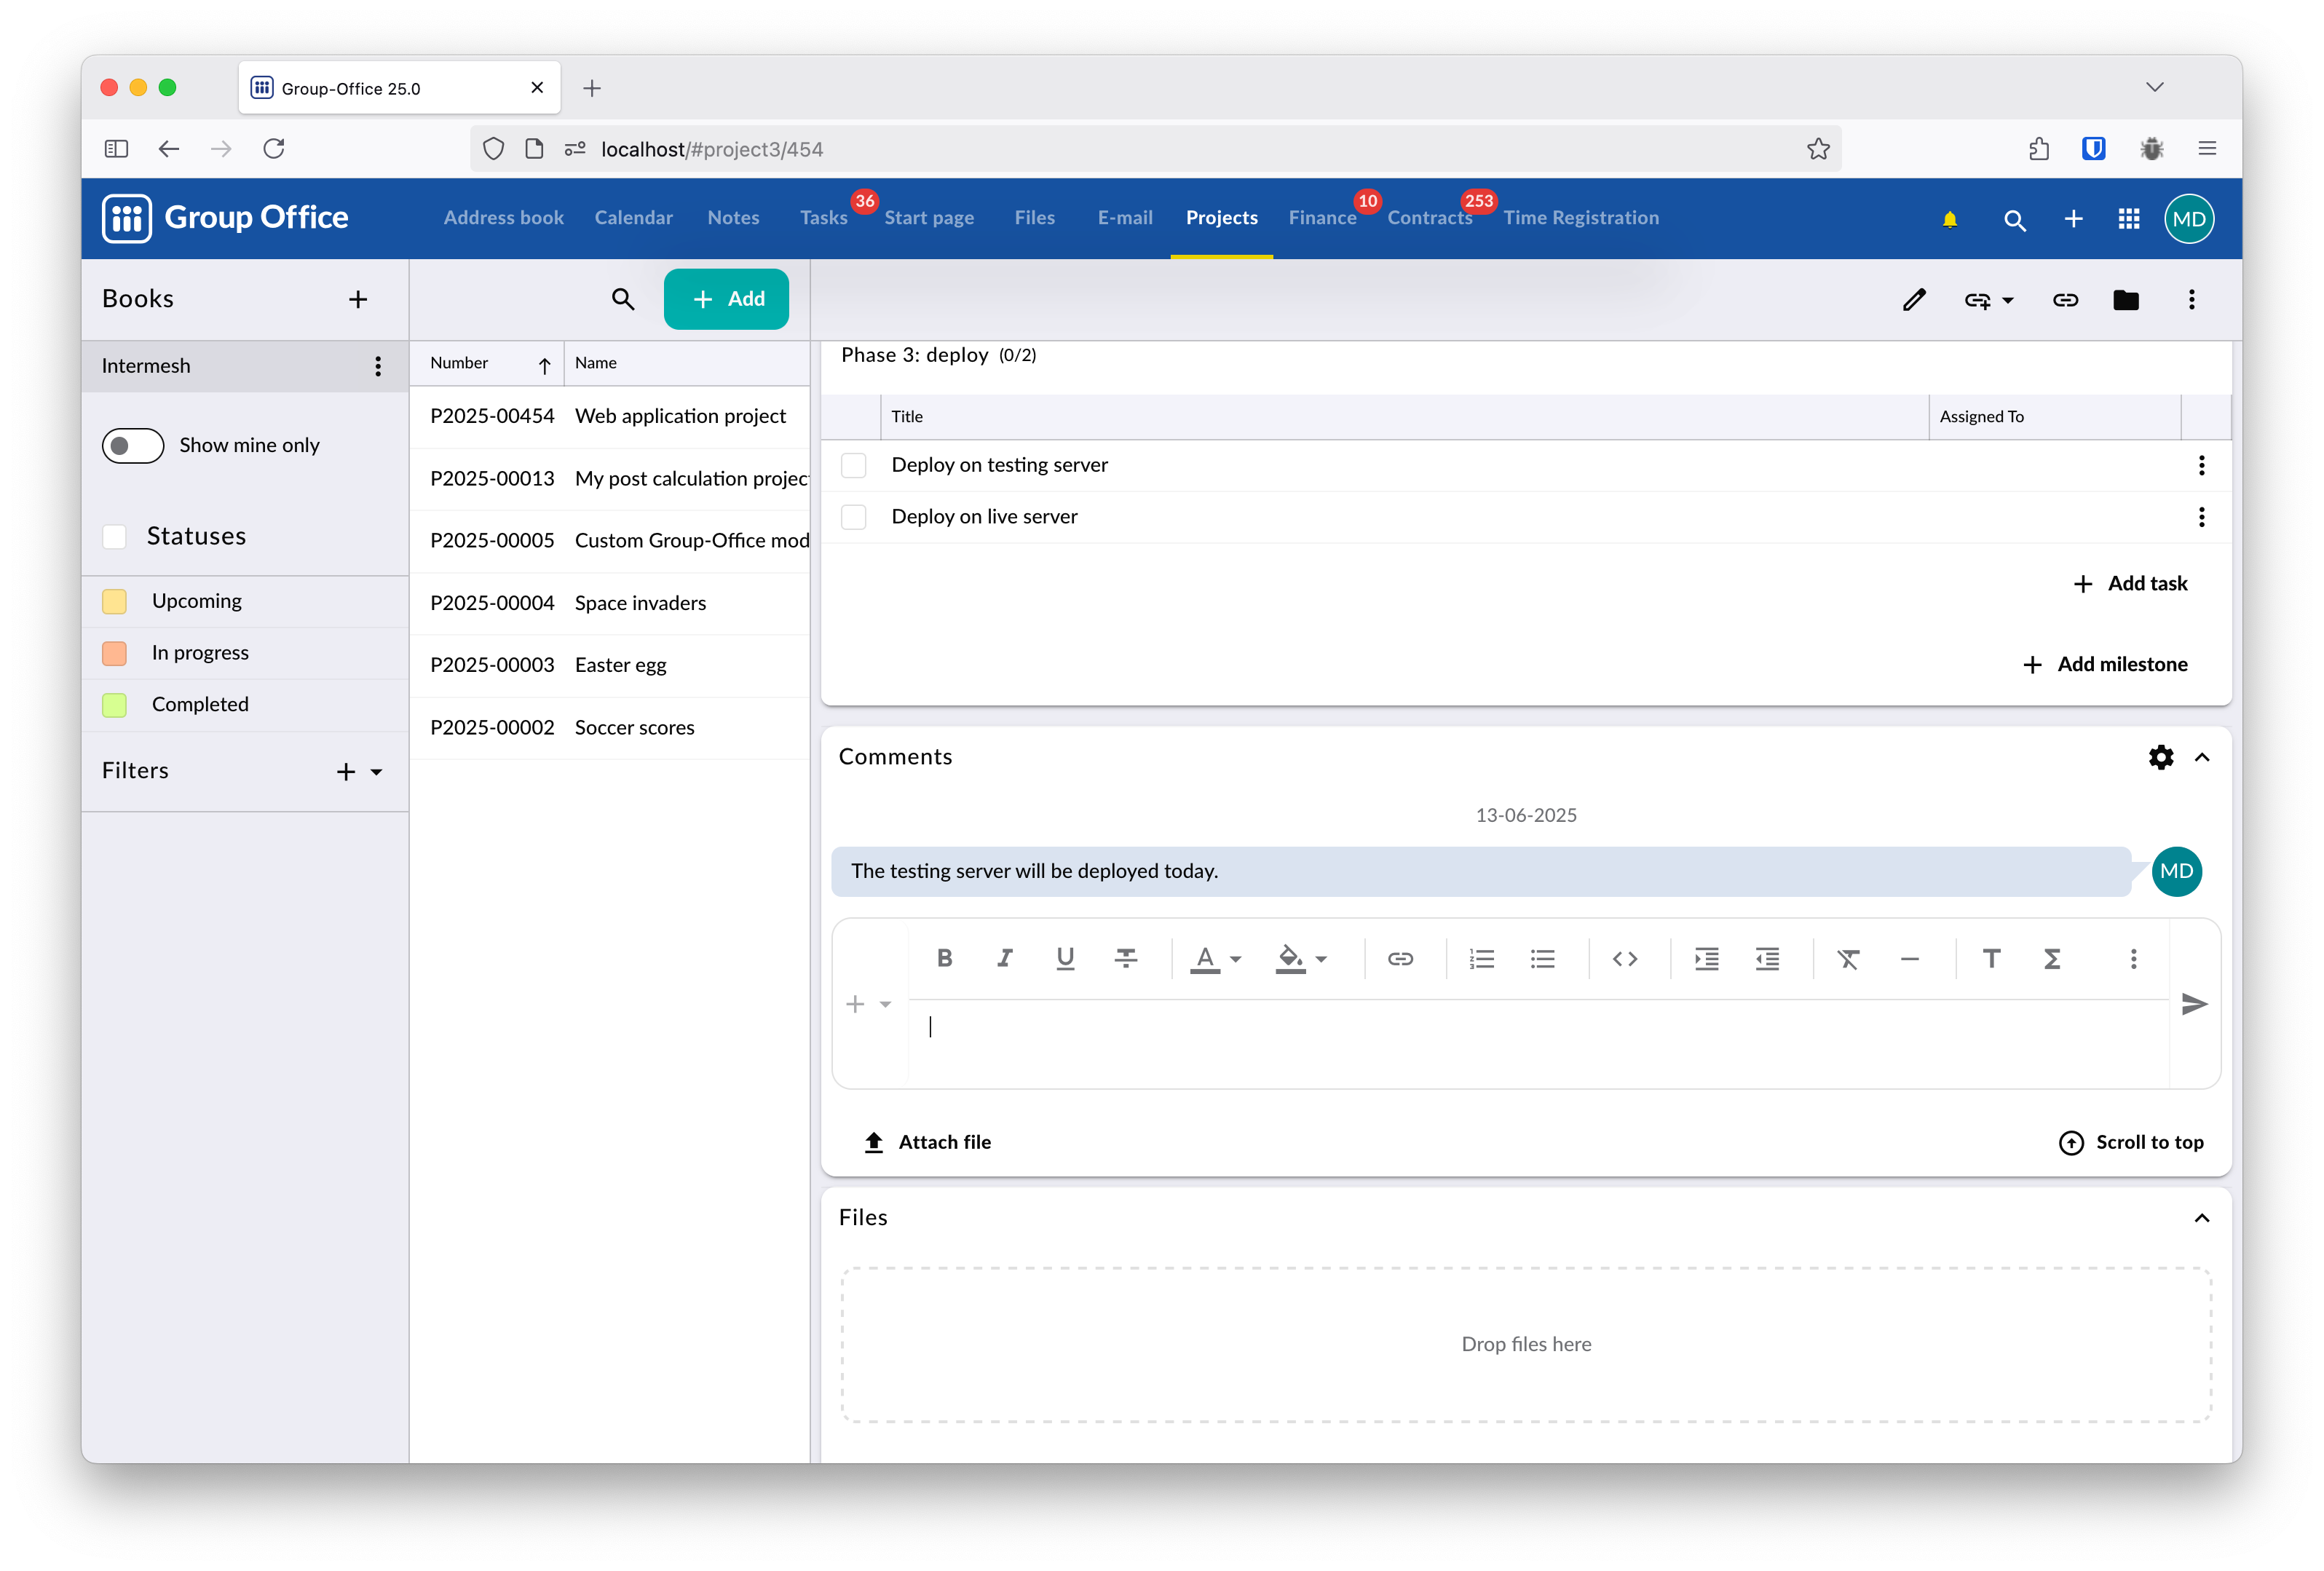 Group-Office 25.0
localhost/#project3/454
Group Office
Address book
Calendar
Notes
Tasks
36
Start page
Files
E-mail
Projects
Finance
10
Contracts
253
Time Registration
MD
Books
Intermesh
Show mine only
Statuses
Upcoming
In progress
Completed
Filters
Add
Number
Name
P2025-00454 Web application project
P2025-00013 My post calculation projec
P2025-00005 Custom Group-Office mod
P2025-00004 Space invaders
P2025-00003 Easter egg
P2025-00002 Soccer scores
Phase 3: deploy (0/2)
Title
Assigned To
Deploy on testing server
Deploy on live server
Add task
Add milestone
Comments
13-06-2025
The testing server will be deployed today.
MD
Attach file
Scroll to top
Files
Drop files here